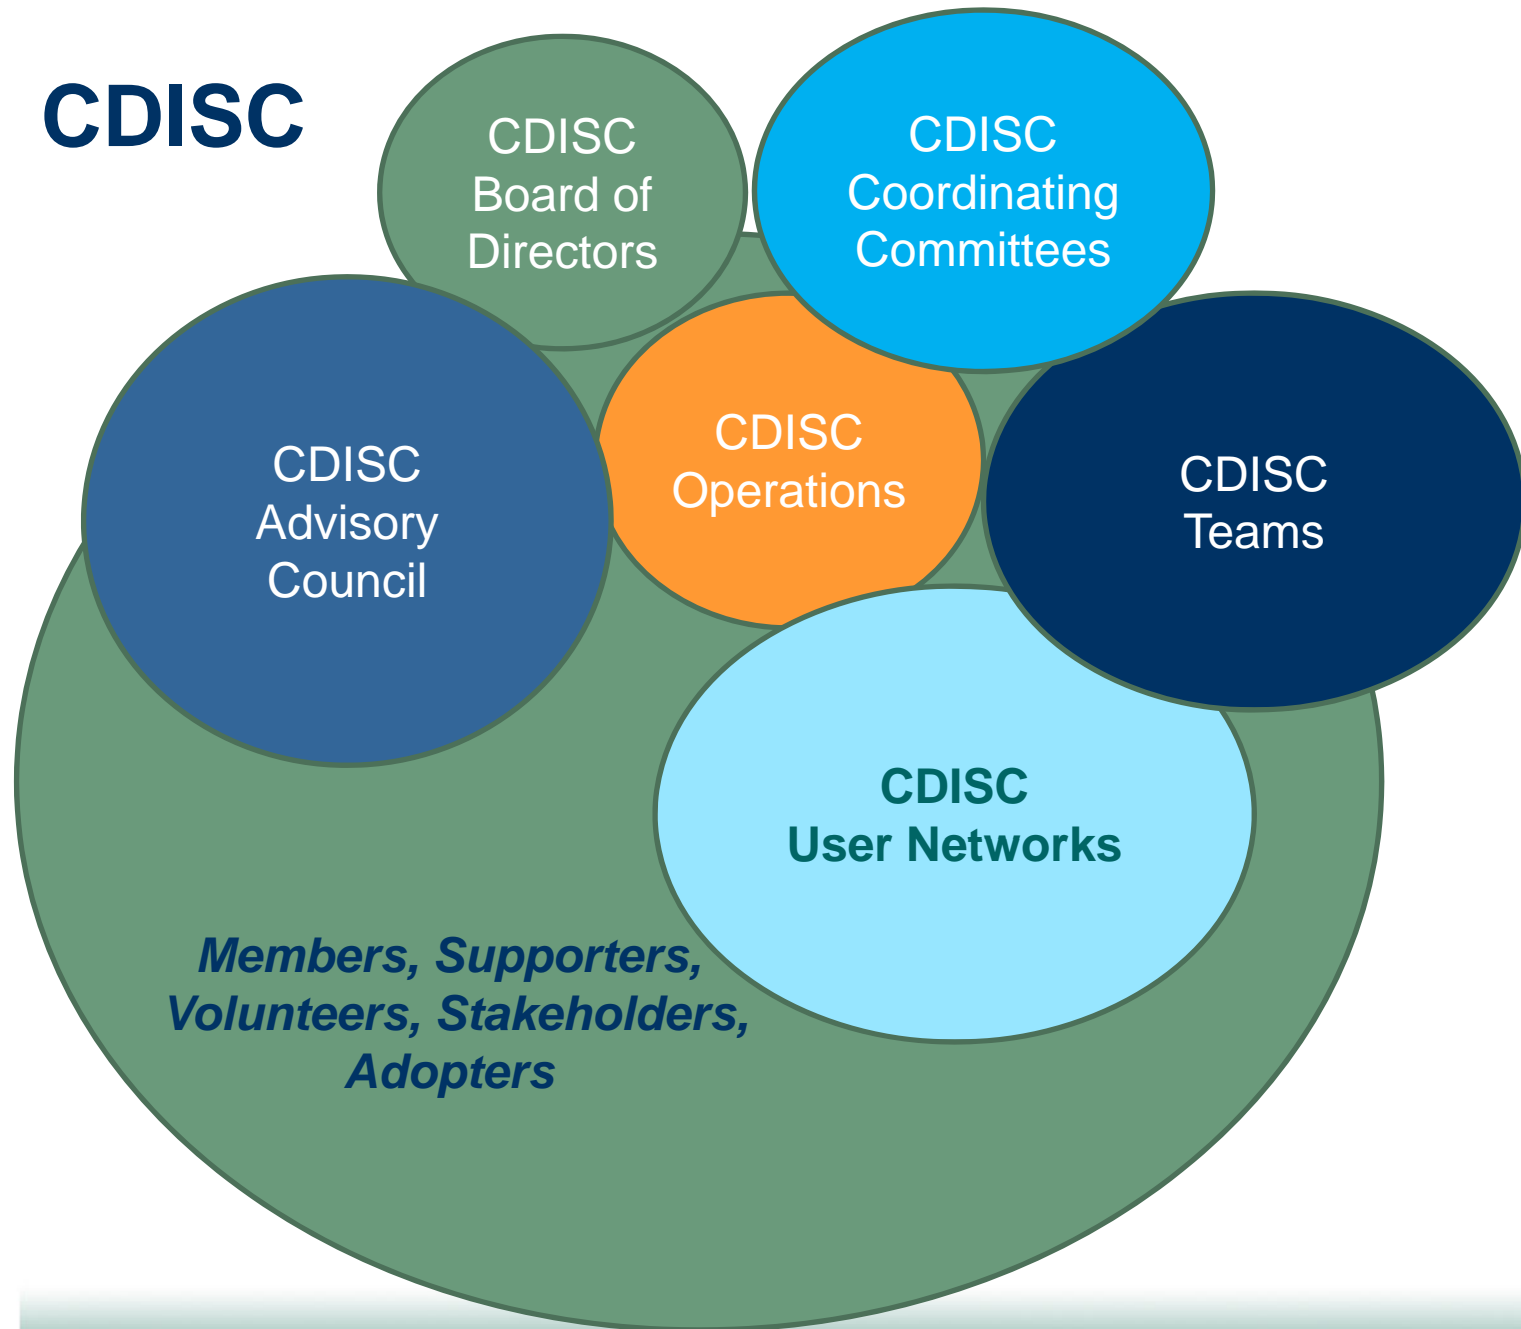 CDISC
CDISC
Board of
Directors
CDISC
Coordinating
Committees
CDISC
Advisory
Council
CDISC
Operations
CDISC
Teams
CDISC
User Networks
Members, Supporters,
Volunteers, Stakeholders,
Adopters